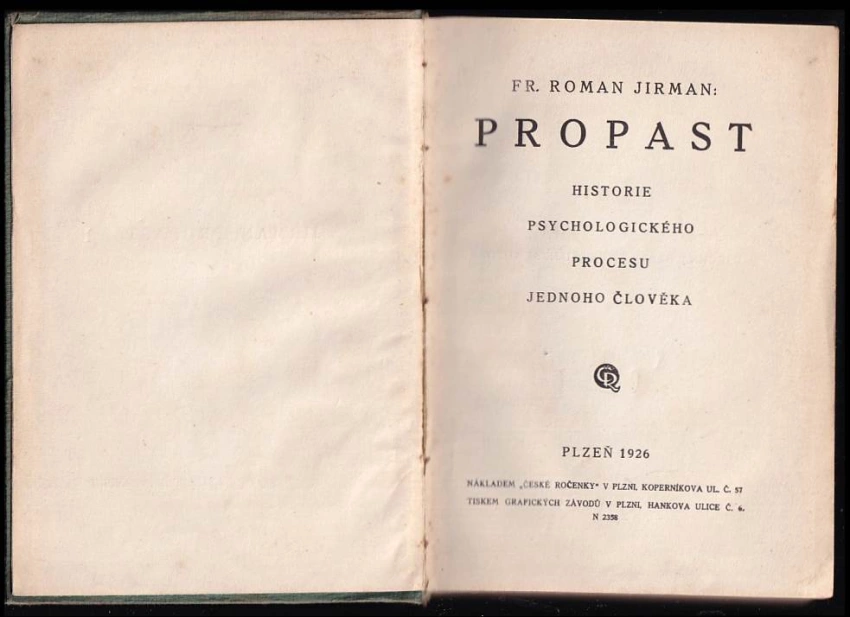 FR. ROMAN JIRMAN:
PROPAST
HISTORIE
PSYCHOLOGICKÉHO
PROCESU
JEDNOHO ČLOVĚKA
PLZEŇ 1926
NÁKLADEM „ČESKÉ ROČENKY“ V PLZNI, KOPERNÍKOVA UL. Č. 57
TISKEM GRAFICKÝCH ZÁVODŮ V PLZNI, HANKOVA ULICE Č. 6.
N 2358